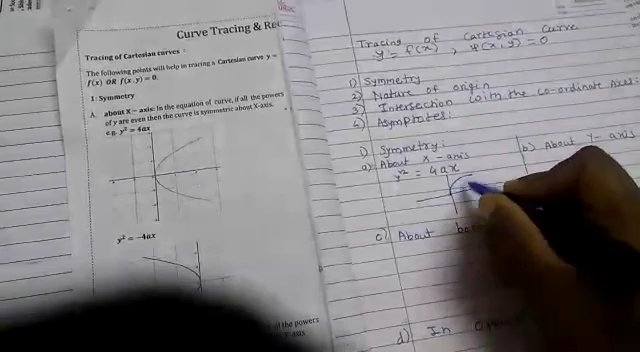 Curve Tracing & Re
Tracing of Cartesian curves :
The following points will help in tracing a Cartesian curve y =
f(x) OR f(x, y) = 0.
1: Symmetry
A. about X – axis: In the equation of curve, if all the powers
of y are even then the curve is symmetric about X-axis.
e.g. y² = 4ax
y² = -4ax
all the powers
Tracing of Cartesian Curve
y = f(x) , f(x, y) = 0
1) Symmetry
2) Nature of origin
3) Intersection with the co-ordinate Axes:
4) Asymptotes:
1) Symmetry:
a) About x-axis
b) About y-axis
y² = 4ax
c) About
d) In